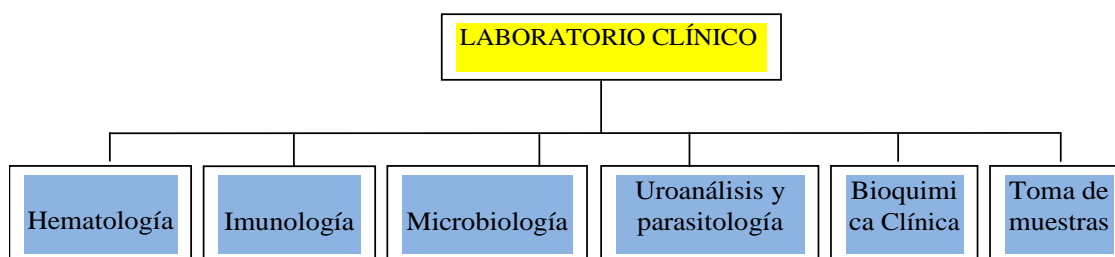 LABORATORIO CLÍNICO
Hematología
Imunología
Microbiología
Uroanálisis y
parasitología
Bioquimi
ca Clínica
Toma de
muestras